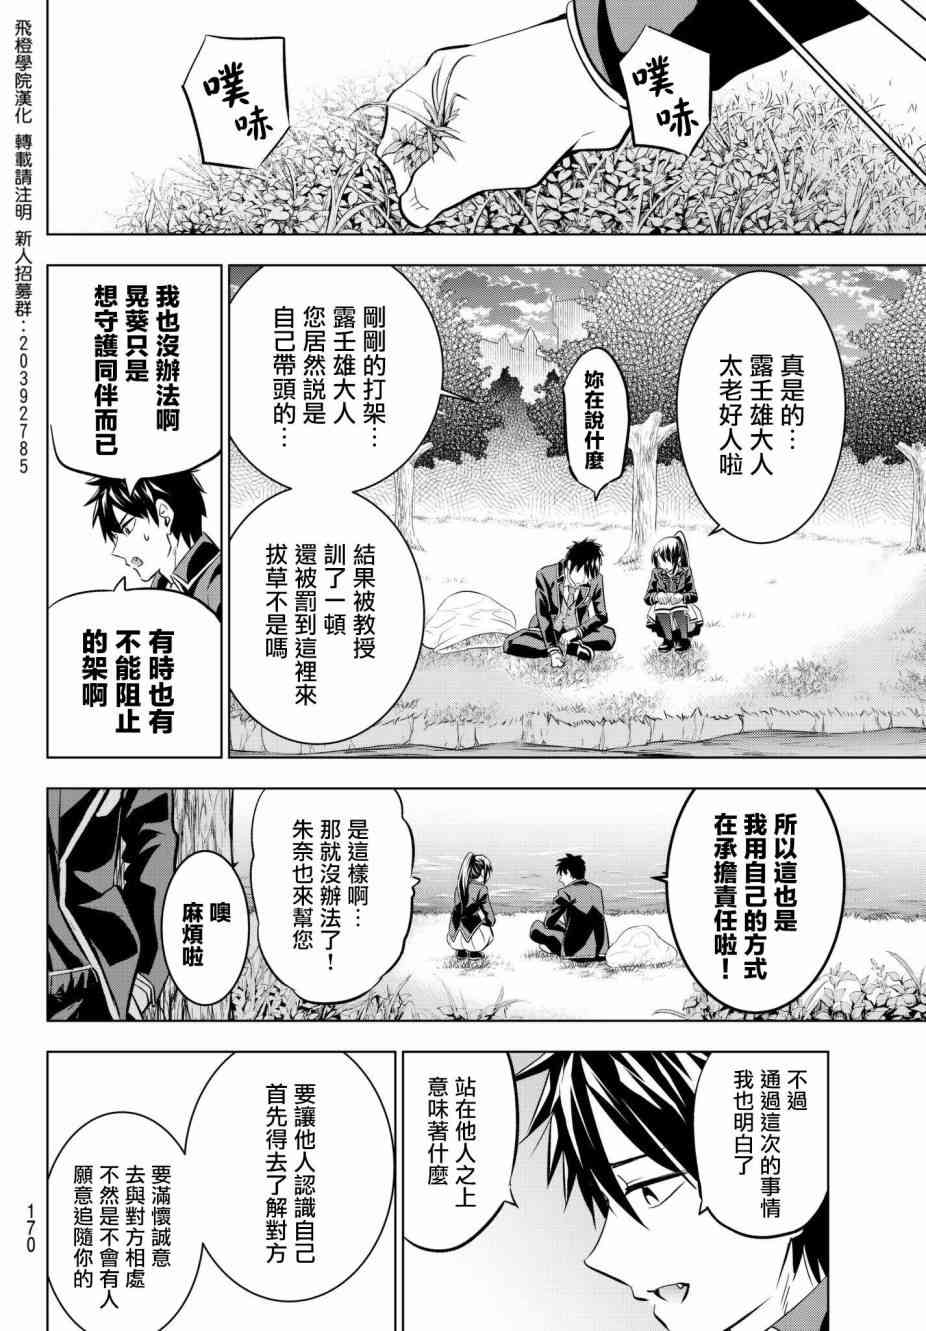 飛橙學院漢化 轉載請注明 新人招募群:203927785
噗
味
噗
味
真是的…
露壬雄大人
太老好人啦
妳在說什麼
剛剛的打架…
露壬雄大人
您居然說是
自己帶頭的…
結果被教授
訓了一頓
還被罰到這裡來
拔草不是嗎
我也沒辦法啊
晃葵只是
想守護同伴而已
有時也有
不能阻止
的架啊
所以這也是
我用自己的方式
在承擔責任啦!
是這樣啊…
那就沒辦法了!
朱奈也來幫您
噢
麻煩啦
不過
通過這次的事情
我也明白了
站在他人之上
意味著什麼
要讓他人認識自己
首先得去了解對方
要滿懷誠意
去與對方相處
不然是不會有人
願意追隨你的
170